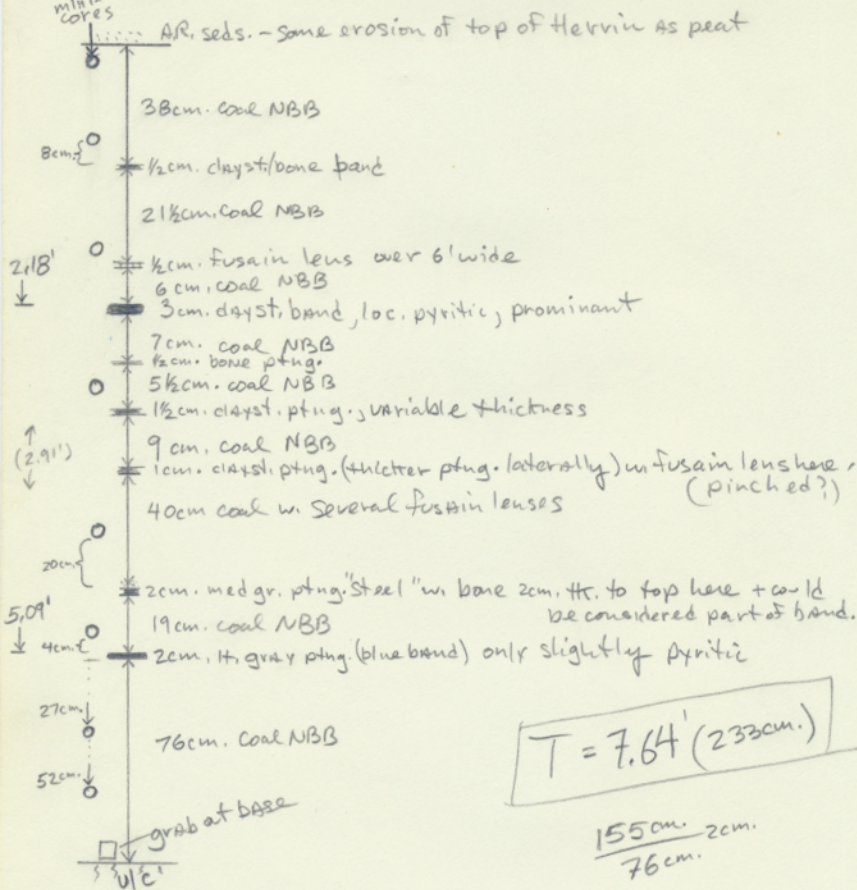 mini cores
A.R. seds. - some erosion of top of Herrin As peat
38cm. coal NBB
8cm.
1/2cm. clayst/bone band
21 1/2cm. coal NBB
1/2cm. fusain lens over 6' wide
2.18'
6 cm. coal NBB
3cm. clayst. band, loc. pyritic, prominant
7cm. coal NBB
1/2cm. bone ptng.
5 1/2cm. coal NBB
1 1/2cm. clayst. ptng., variable thickness
9 cm. coal NBB
(2.91')
1cm. clayst. ptng. (thicker ptng. laterally) w. fusain lens here.
(pinched?)
40cm coal w. several fusain lenses
20cm.
2cm. med gr. ptng. "steel" w. bone 2cm. tk. to top here + could
be considered part of band.
5.09'
19cm. coal NBB
4cm.
2cm. lt. gray ptng. (blue band) only slightly pyritic
27cm.
76cm. coal NBB
T = 7.64' (233cm.)
52cm.
grab at base
155cm. 2cm.
76cm.
U/C'